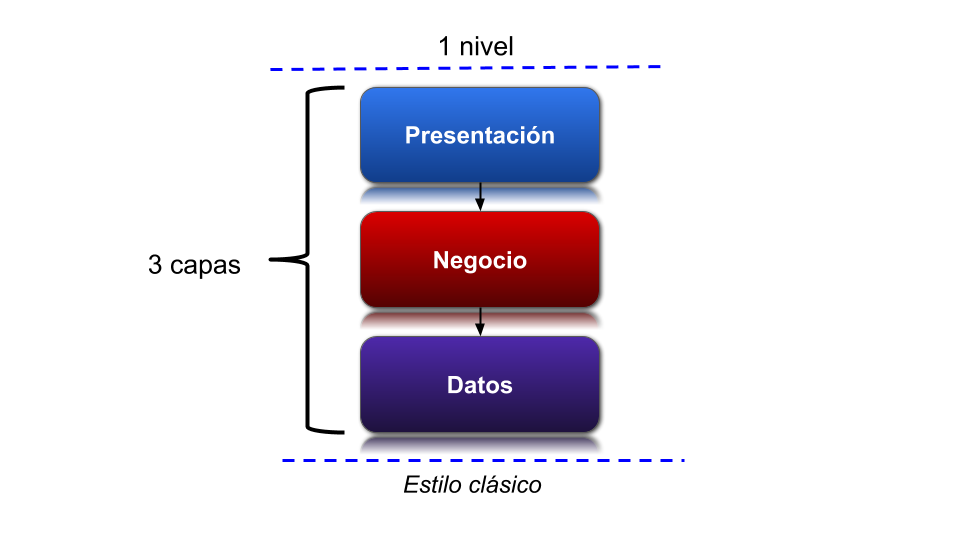 1 nivel
Presentación
3 capas
Negocio
Datos
Estilo clásico